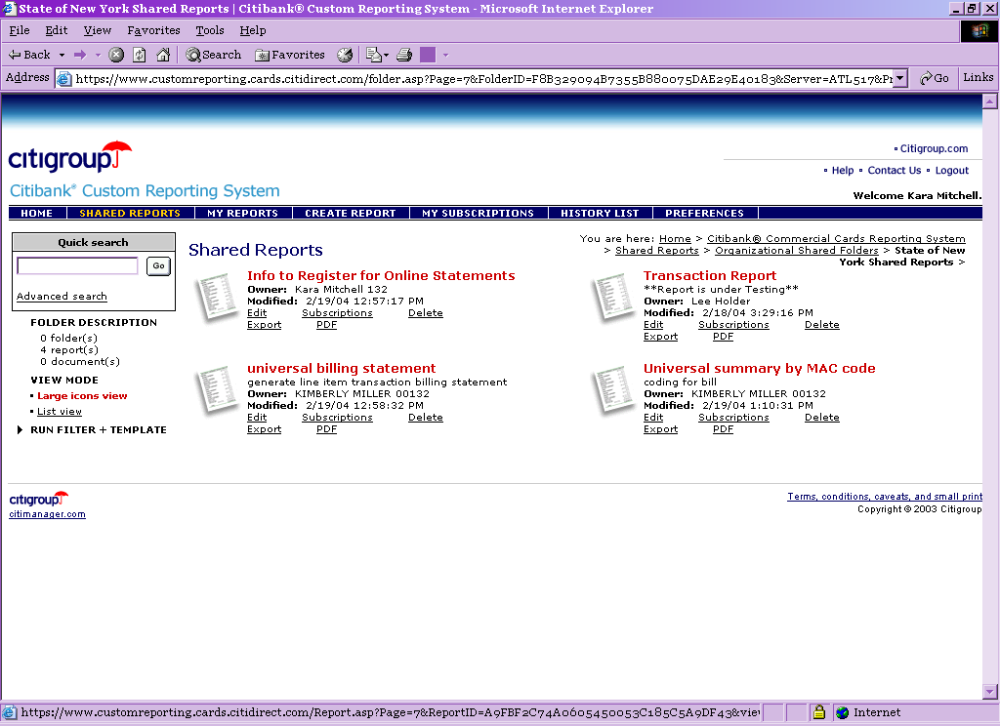 State of New York Shared Reports | Citibank® Custom Reporting System - Microsoft Internet Explorer
File Edit View Favorites Tools Help
Back Search Favorites
Address https://www.customreporting.cards.citidirect.com/folder.asp?Page=7&FolderID=F8B329094B7355B880075DAE29E40183&Server=ATL517&Pr Go Links
citigroup
Citigroup.com
Help Contact Us Logout
Citibank® Custom Reporting System
Welcome Kara Mitchell.
HOME SHARED REPORTS MY REPORTS CREATE REPORT MY SUBSCRIPTIONS HISTORY LIST PREFERENCES
Quick search
Go
Advanced search
FOLDER DESCRIPTION
0 folder(s)
4 report(s)
0 document(s)
VIEW MODE
Large icons view
List view
RUN FILTER + TEMPLATE
Shared Reports
You are here: Home > Citibank® Commercial Cards Reporting System
> Shared Reports > Organizational Shared Folders > State of New
York Shared Reports >
Info to Register for Online Statements
Owner: Kara Mitchell 132
Modified: 2/19/04 12:57:17 PM
Edit Subscriptions Delete
Export PDF
Transaction Report
**Report is under Testing**
Owner: Lee Holder
Modified: 2/18/04 3:29:16 PM
Edit Subscriptions Delete
Export PDF
universal billing statement
generate line item transaction billing statement
Owner: KIMBERLY MILLER 00132
Modified: 2/19/04 12:58:32 PM
Edit Subscriptions Delete
Export PDF
Universal summary by MAC code
coding for bill
Owner: KIMBERLY MILLER 00132
Modified: 2/19/04 1:10:31 PM
Edit Subscriptions Delete
Export PDF
citigroup
citimanager.com
Terms, conditions, caveats, and small print
Copyright © 2003 Citigroup
https://www.customreporting.cards.citidirect.com/Report.asp?Page=7&ReportID=A9FBF2C74A0605450053C185C5A9DF43&view Internet